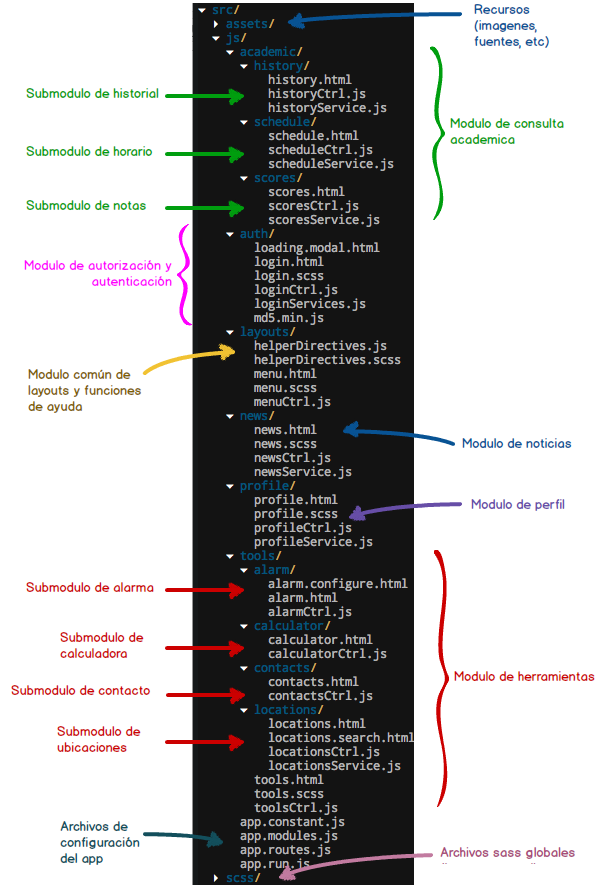 src/
assets/
js/
academic/
history/
history.html
historyCtrl.js
historyService.js
schedule/
schedule.html
scheduleCtrl.js
scheduleService.js
scores/
scores.html
scoresCtrl.js
scoresService.js
auth/
loading.modal.html
login.html
login.scss
loginCtrl.js
loginServices.js
md5.min.js
layouts/
helperDirectives.js
helperDirectives.scss
menu.html
menu.scss
menuCtrl.js
news/
news.html
news.scss
newsCtrl.js
newsService.js
profile/
profile.html
profile.scss
profileCtrl.js
profileService.js
tools/
alarm/
alarm.configure.html
alarm.html
alarmCtrl.js
calculator/
calculator.html
calculatorCtrl.js
contacts/
contacts.html
contactsCtrl.js
locations/
locations.html
locations.search.html
locationsCtrl.js
locationsService.js
tools.html
tools.scss
toolsCtrl.js
app.constant.js
app.modules.js
app.routes.js
app.run.js
scss/
Submodulo de historial
Submodulo de horario
Submodulo de notas
Modulo de autorización y
autenticación
Modulo común de
layouts y funciones
de ayuda
Submodulo de alarma
Submodulo de
calculadora
Submodulo de contacto
Submodulo de
ubicaciones
Archivos de
configuración
del app
Recursos
(imagenes,
fuentes, etc)
Modulo de consulta
academica
Modulo de noticias
Modulo de perfil
Modulo de herramientas
Archivos sass globales